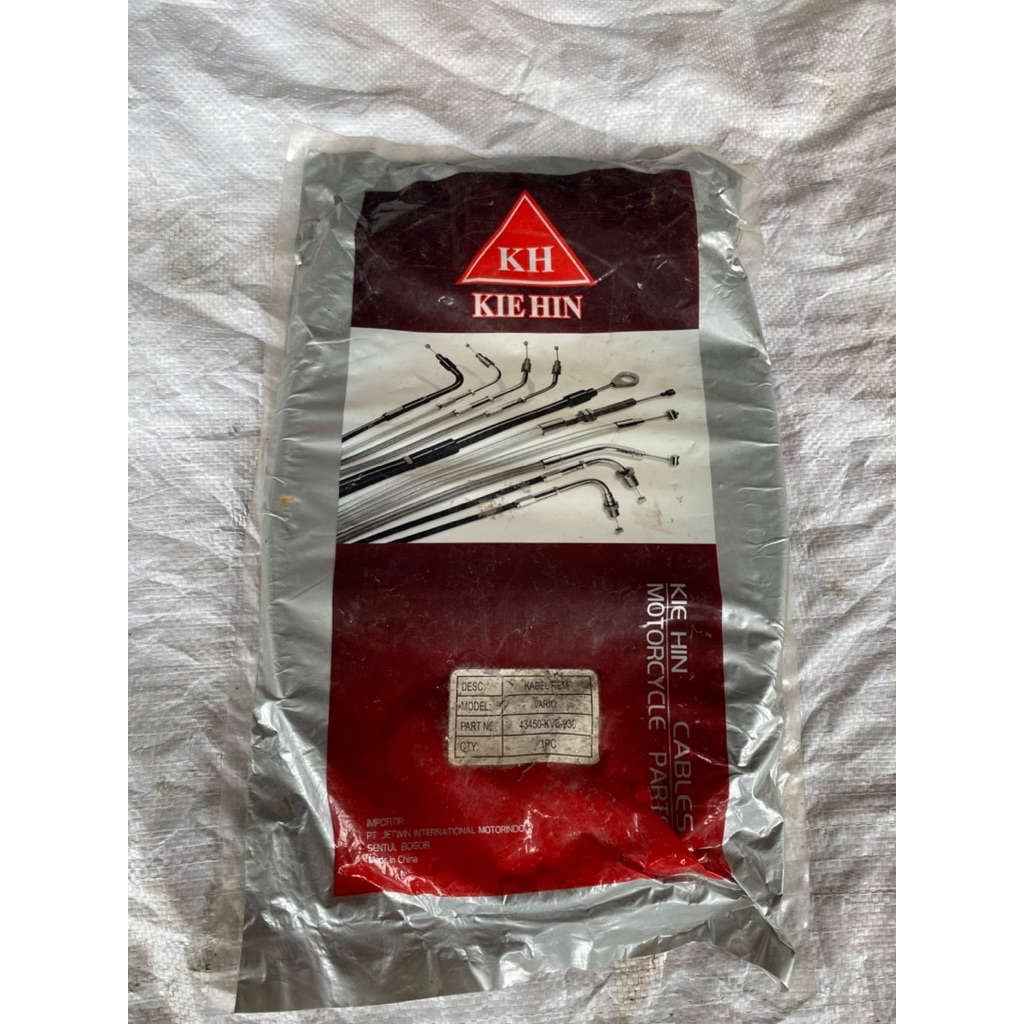 KH
KIE HIN
KIE HIN CABLES
MOTORCYCLE PARTS
DESC. KABEL REM
MODEL: VARIO
PART NO. 43450-KVB-930
QTY. 1PC
IMPORTIR
PT JETWIN INTERNATIONAL MOTORINDO
SENTUL BOGOR
Made in China